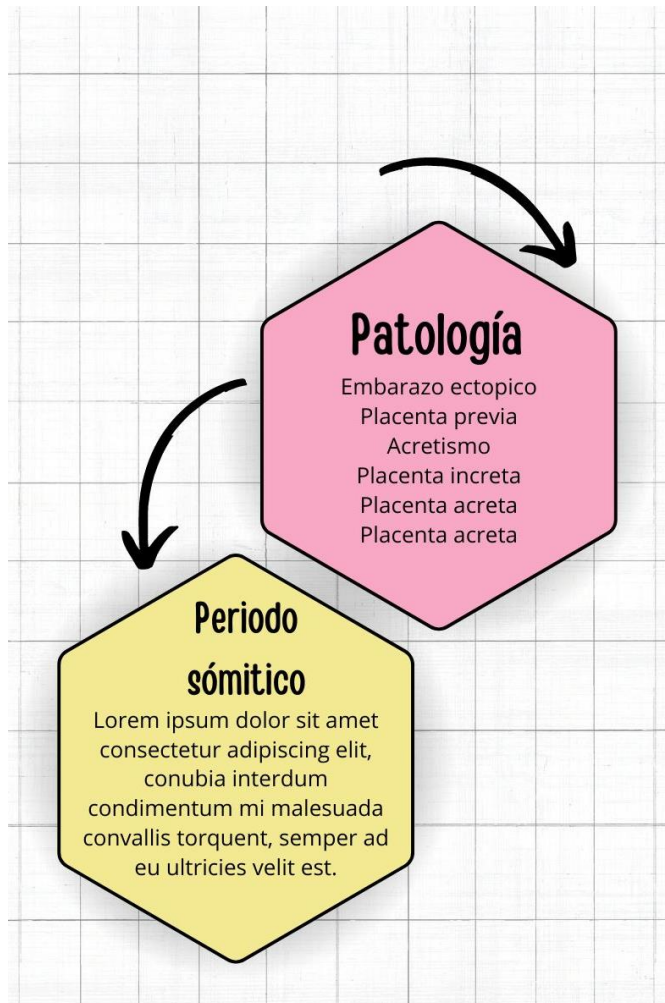 Patología
Embarazo ectopico
Placenta previa
Acretismo
Placenta increta
Placenta acreta
Placenta acreta
Periodo
sómitico
Lorem ipsum dolor sit amet
consectetur adipiscing elit,
conubia interdum
condimentum mi malesuada
convallis torquent, semper ad
eu ultricies velit est.